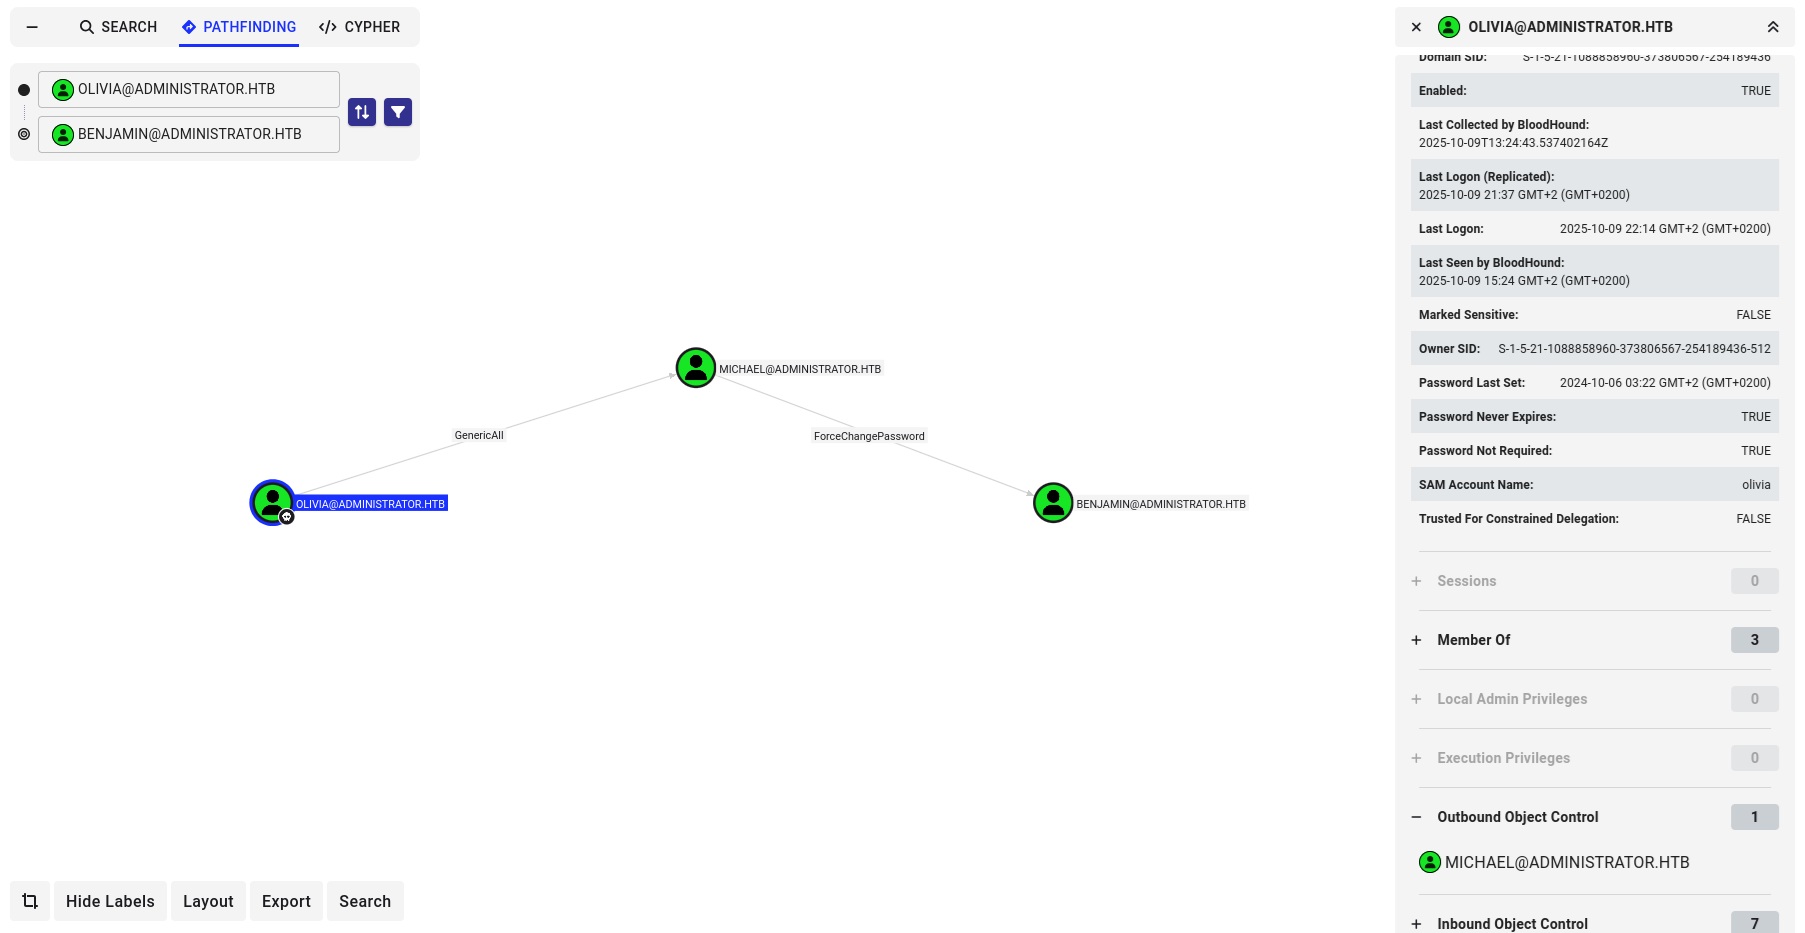 SEARCH PATHFINDING CYPHER
OLIVIA@ADMINISTRATOR.HTB
BENJAMIN@ADMINISTRATOR.HTB
MICHAEL@ADMINISTRATOR.HTB
GenericAll
ForceChangePassword
OLIVIA@ADMINISTRATOR.HTB
BENJAMIN@ADMINISTRATOR.HTB
Hide Labels Layout Export Search
OLIVIA@ADMINISTRATOR.HTB
Domain SID: S-1-5-21-1088858960-373806567-254189436
Enabled: TRUE
Last Collected by BloodHound:
2025-10-09T13:24:43.537402164Z
Last Logon (Replicated):
2025-10-09 21:37 GMT+2 (GMT+0200)
Last Logon: 2025-10-09 22:14 GMT+2 (GMT+0200)
Last Seen by BloodHound:
2025-10-09 15:24 GMT+2 (GMT+0200)
Marked Sensitive: FALSE
Owner SID: S-1-5-21-1088858960-373806567-254189436-512
Password Last Set: 2024-10-06 03:22 GMT+2 (GMT+0200)
Password Never Expires: TRUE
Password Not Required: TRUE
SAM Account Name: olivia
Trusted For Constrained Delegation: FALSE
Sessions 0
Member Of 3
Local Admin Privileges 0
Execution Privileges 0
Outbound Object Control 1
MICHAEL@ADMINISTRATOR.HTB
Inbound Object Control 7